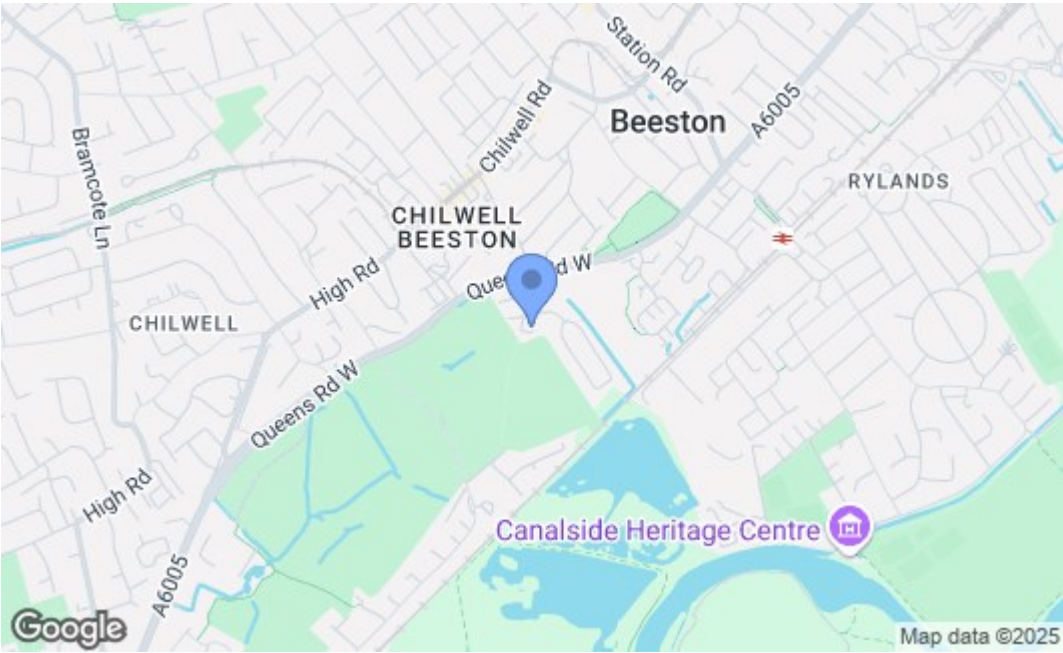 Station Rd
Beeston
A6005
Chilwell Rd
RYLANDS
Bramcote Ln
CHILWELL
BEESTON
Queens Rd W
High Rd
CHILWELL
Queens Rd W
High Rd
Canalside Heritage Centre
A6005
Google
Map data ©2025